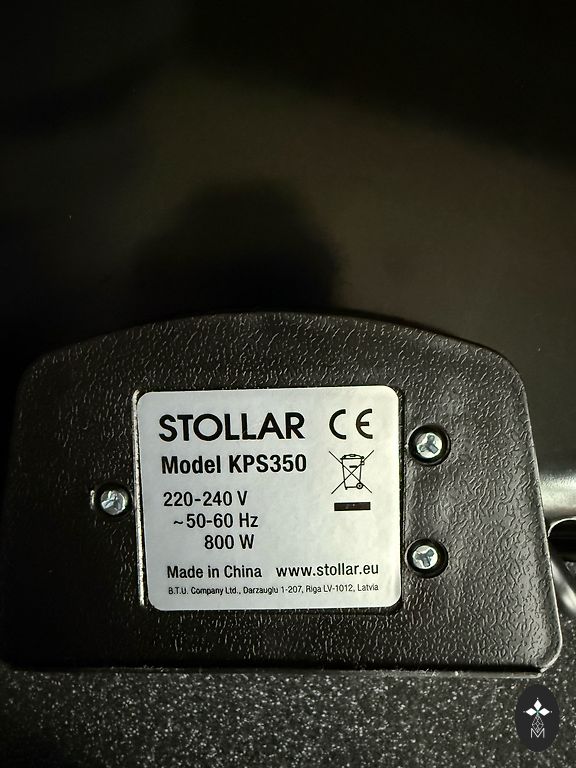 STOLLAR CE
Model KPS350
220-240 V
~50-60 Hz
800 W
Made in China www.stollar.eu
B.T.U. Company Ltd., Darzauglu 1-207, Riga LV-1012, Latvia
M